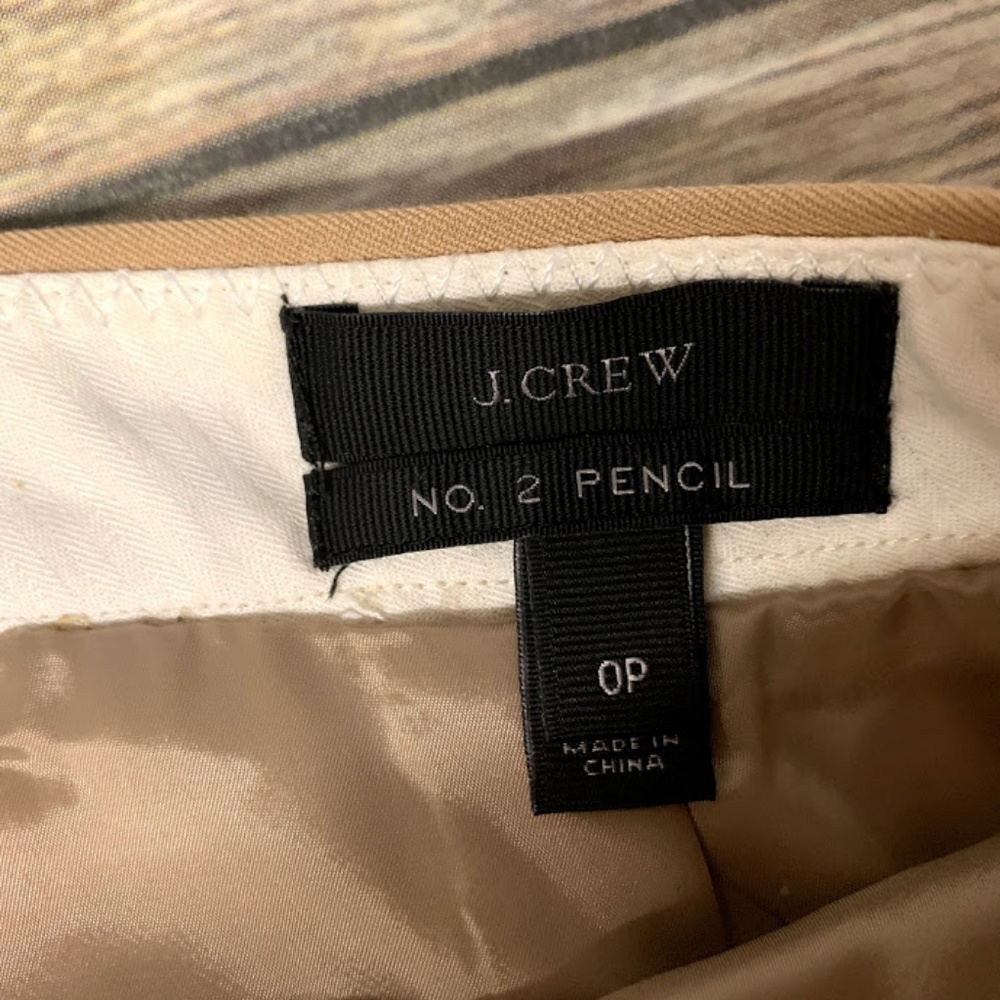 J.CREW
NO. 2 PENCIL
0P
MADE IN
CHINA